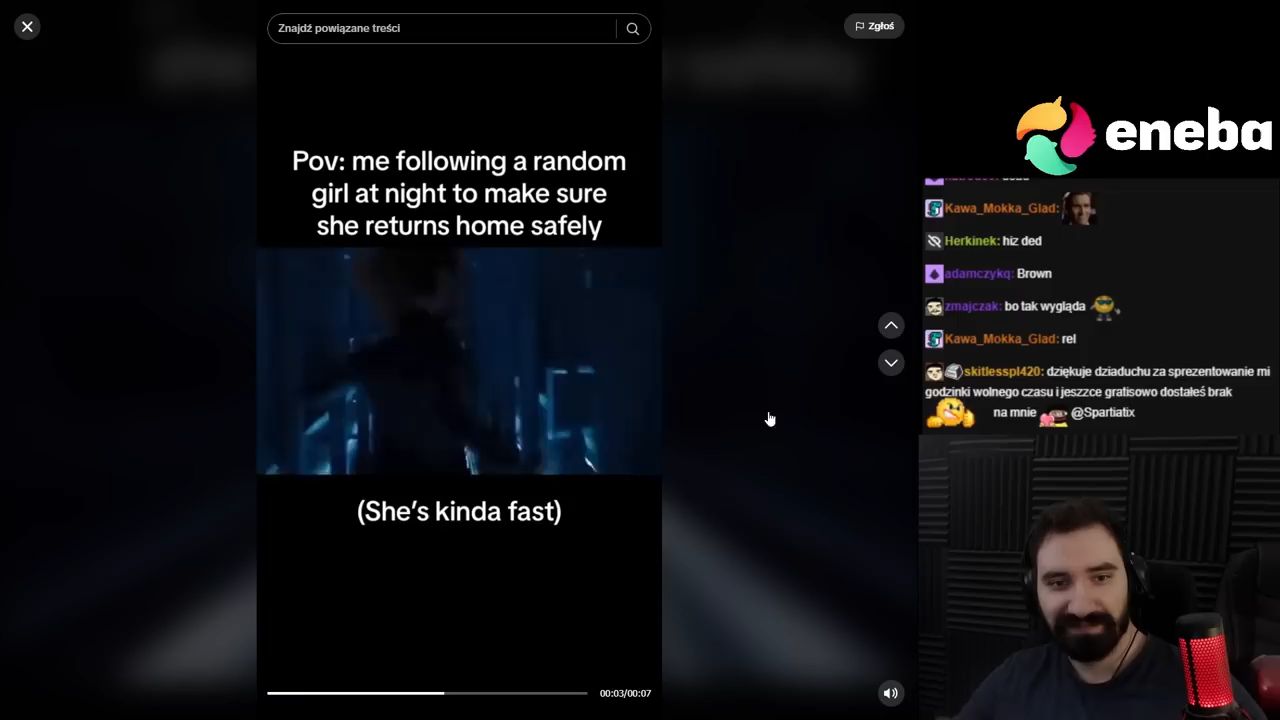 Znajdź powiązane treści
Zgłoś
Pov: me following a random
girl at night to make sure
she returns home safely
(She's kinda fast)
00:03/00:07
eneba
Kawa_Mokka_Glad:
Herkinek: hiz ded
adamczykq: Brown
zmajczak: bo tak wygląda
Kawa_Mokka_Glad: rel
skitlesspl420: dziękuje dziaduchu za sprezentowanie mi
godzinki wolnego czasu i jeszzce gratisowo dostałeś brak
na mnie @Spartiatix